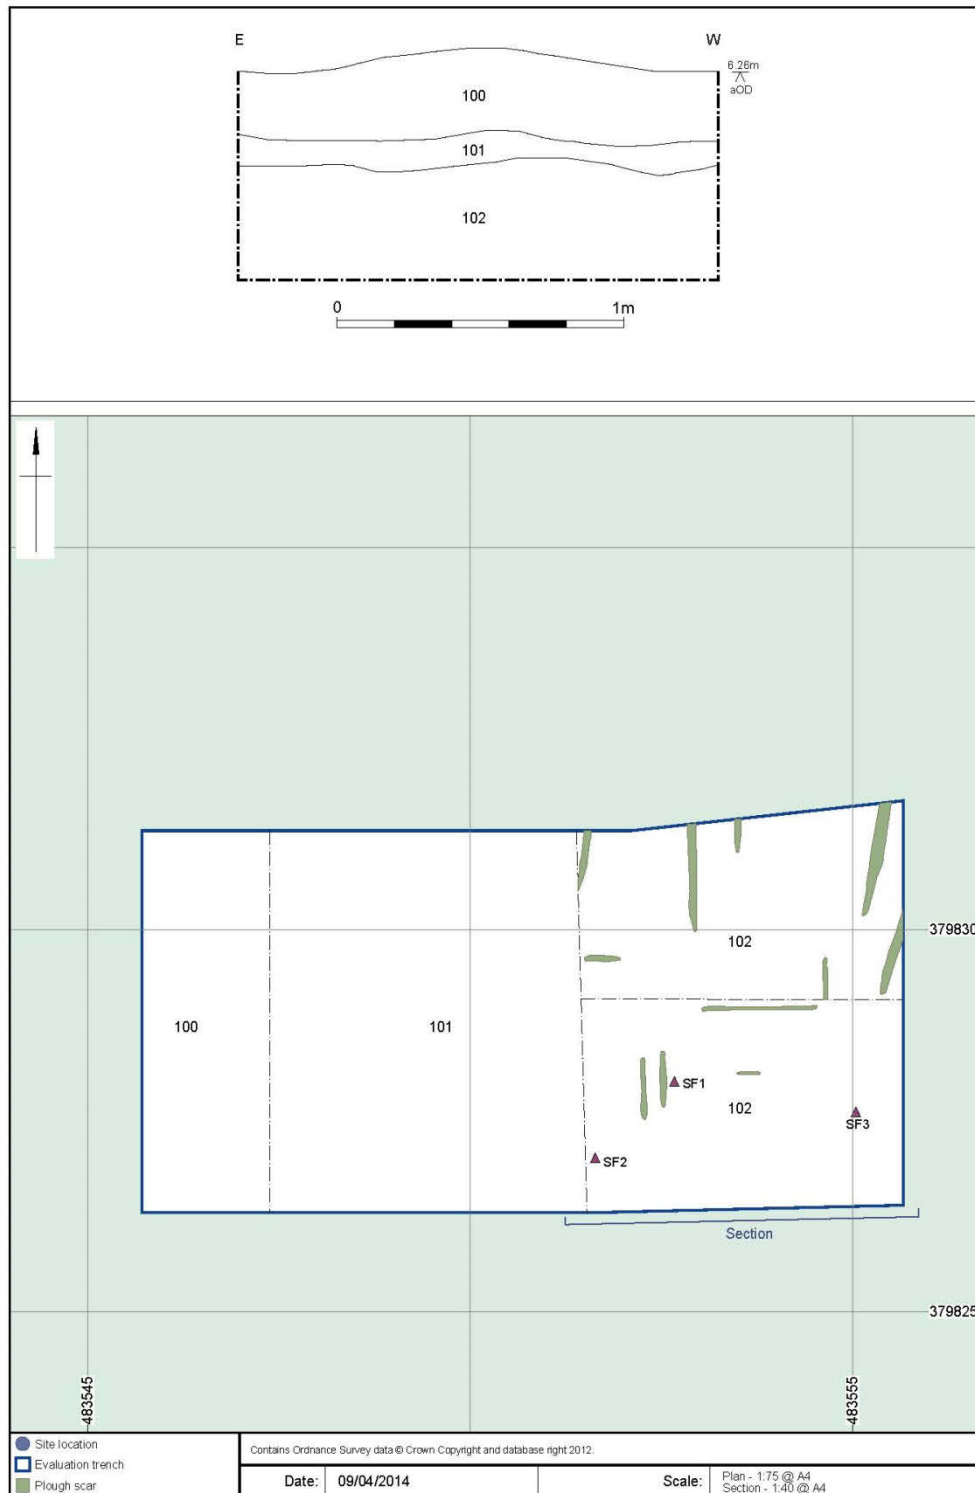 E W
6.26m
aOD
100
101
102
0 1m
379830
102
100 101
SF1
102
SF3
SF2
Section
379825
483545 483555
Site location
Evaluation trench
Plough scar
Contains Ordnance Survey data © Crown Copyright and database right 2012.
Date: 09/04/2014 Scale: Plan - 1:75 @ A4
Section - 1:40 @ A4